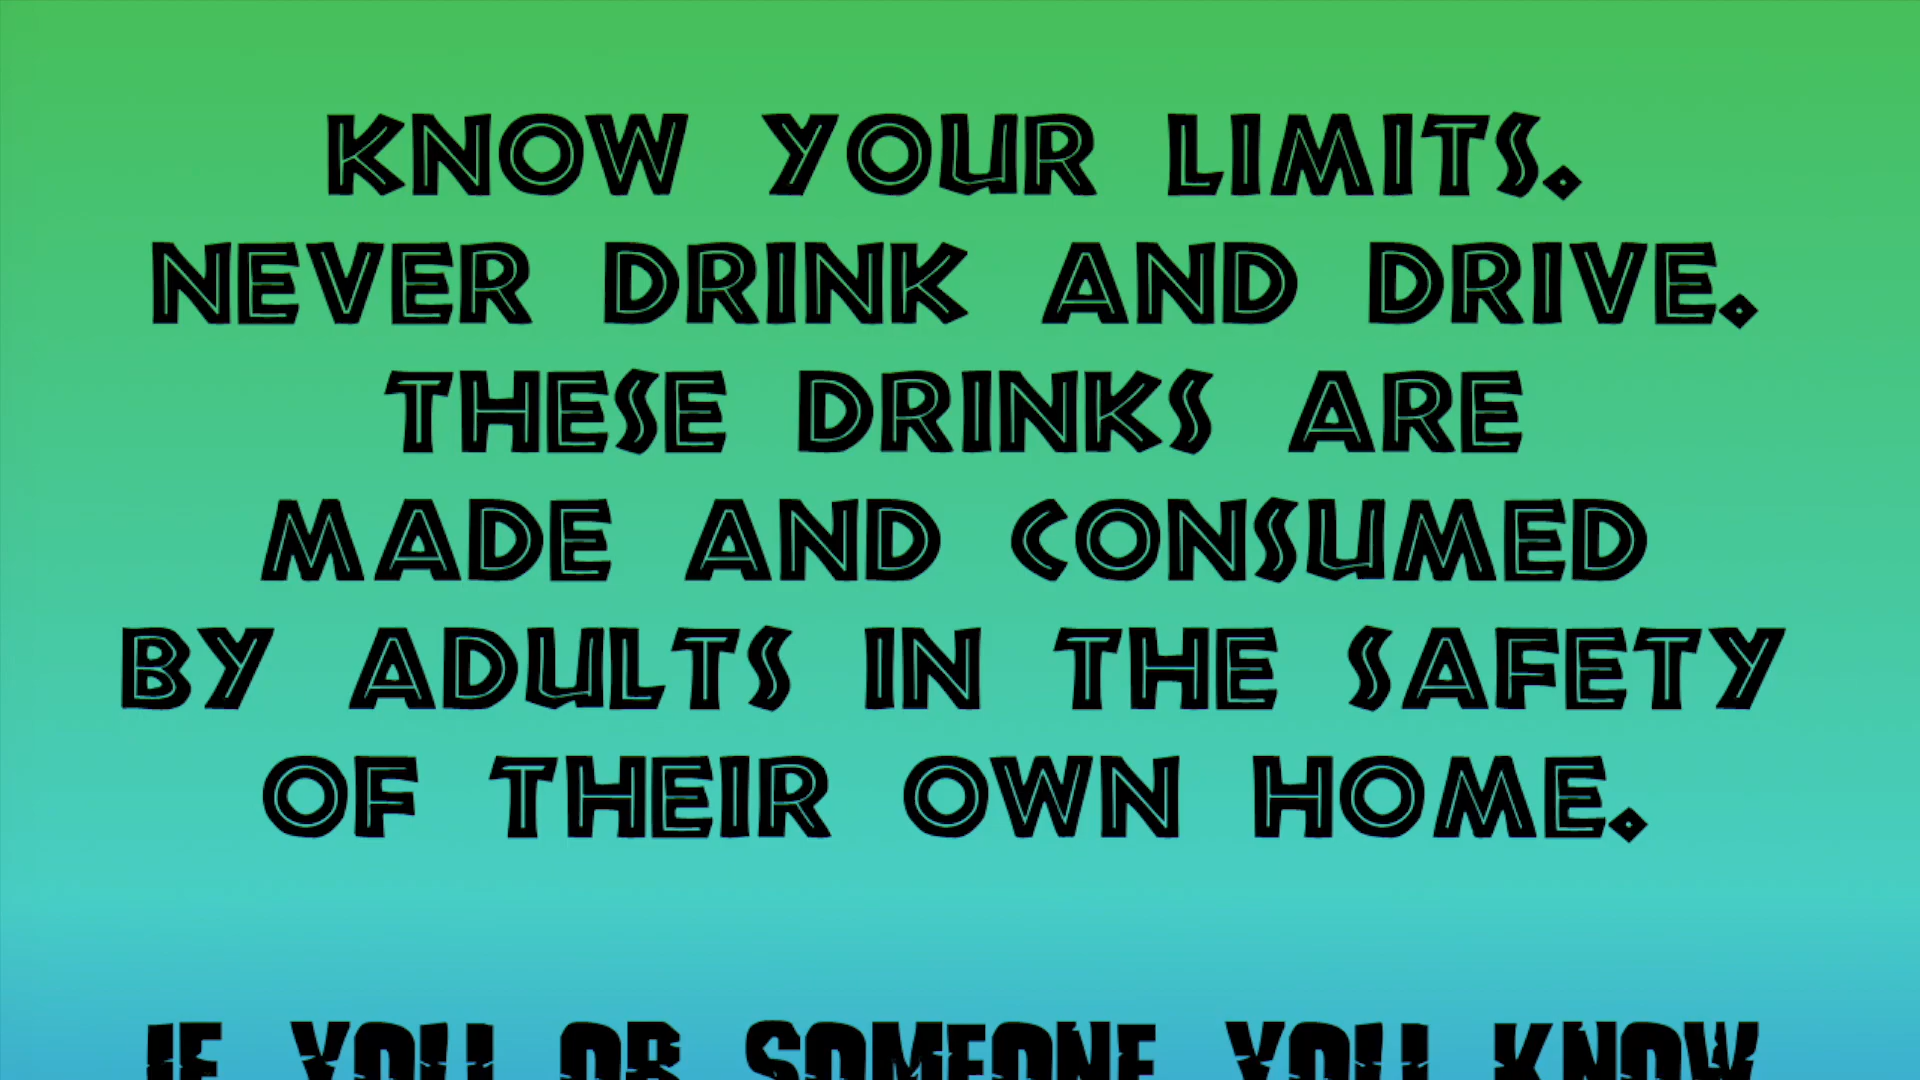 KNOW YOUR LIMITS.
NEVER DRINK AND DRIVE.
THESE DRINKS ARE
MADE AND CONSUMED
BY ADULTS IN THE SAFETY
OF THEIR OWN HOME.
IF YOU OR SOMEONE YOU KNOW